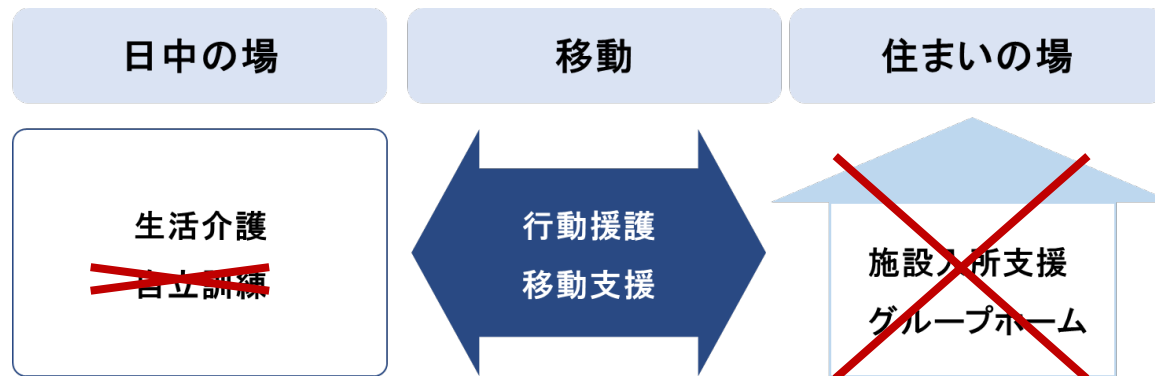 日中の場
移動
住まいの場
生活介護
自立訓練
行動援護
移動支援
施設入所支援
グループホーム